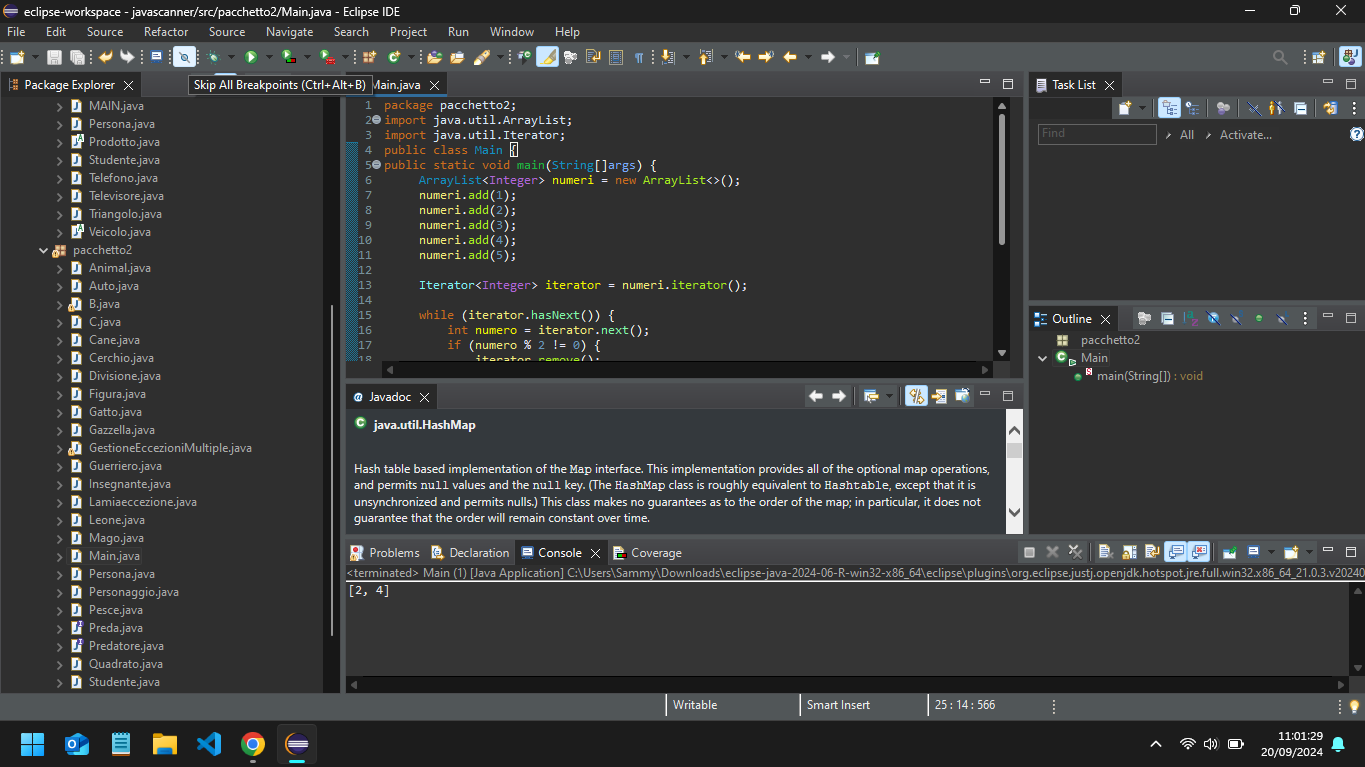 eclipse-workspace - javascanner/src/pacchetto2/Main.java - Eclipse IDE
File Edit Source Refactor Source Navigate Search Project Run Window Help
Package Explorer
Skip All Breakpoints (Ctrl+Alt+B)
Main.java
MAIN.java
Persona.java
Prodotto.java
Studente.java
Telefono.java
Televisore.java
Triangolo.java
Veicolo.java
pacchetto2
Animal.java
Auto.java
B.java
C.java
Cane.java
Cerchio.java
Divisione.java
Figura.java
Gatto.java
Gazzella.java
GestioneEccezioniMultiple.java
Guerriero.java
Insegnante.java
Lamiaeccezione.java
Leone.java
Mago.java
Main.java
Persona.java
Personaggio.java
Pesce.java
Preda.java
Predatore.java
Quadrato.java
Studente.java
1 package pacchetto2;
2 import java.util.ArrayList;
3 import java.util.Iterator;
4 public class Main {
5 public static void main(String[]args) {
6 ArrayList<Integer> numeri = new ArrayList<>();
7 numeri.add(1);
8 numeri.add(2);
9 numeri.add(3);
10 numeri.add(4);
11 numeri.add(5);
12
13 Iterator<Integer> iterator = numeri.iterator();
14
15 while (iterator.hasNext()) {
16 int numero = iterator.next();
17 if (numero % 2 != 0) {
18 iterator.remove();
Javadoc
java.util.HashMap
Hash table based implementation of the Map interface. This implementation provides all of the optional map operations,
and permits null values and the null key. (The HashMap class is roughly equivalent to Hashtable, except that it is
unsynchronized and permits nulls.) This class makes no guarantees as to the order of the map; in particular, it does not
guarantee that the order will remain constant over time.
Problems Declaration Console Coverage
<terminated> Main (1) [Java Application] C:\Users\Sammy\Downloads\eclipse-java-2024-06-R-win32-x86_64\eclipse\plugins\org.eclipse.justj.openjdk.hotspot.jre.full.win32.x86_64_21.0.3.v20240
[2, 4]
Task List
Find
All
Activate...
Outline
pacchetto2
Main
main(String[]) : void
Writable
Smart Insert
25 : 14 : 566
11:01:29
20/09/2024